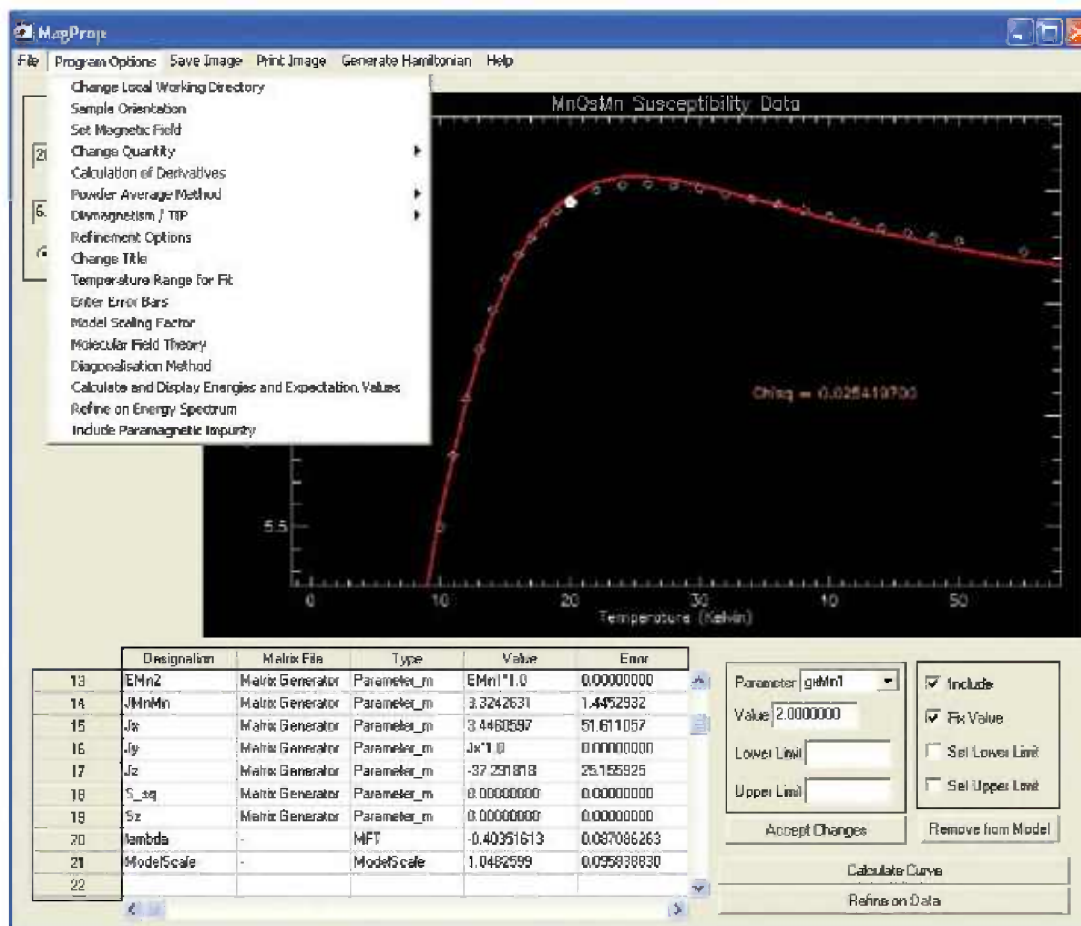 MagProp
File Program Options Save Image Print Image Generate Hamiltonian Help
Change Local Working Directory
Sample Orientation
Set Magnetic Field
Change Quantity
Calculation of Derivatives
Powder Average Method
Diamagnetism / TIP
Refinement Options
Change Title
Temperature Range for Fit
Enter Error Bars
Model Scaling Factor
Molecular Field Theory
Diagonalisation Method
Calculate and Display Energies and Expectation Values
Refine on Energy Spectrum
Include Paramagnetic Impurity
MnOsMn Susceptibility Data
Chisq = 0.025419700
5.5
0 10 20 30 40 50
Temperature (Kelvin)
Designation Matrix File Type Value Error
13 EMn2 Matrix Generator Parameter_m EMn1*1.0 0.00000000
14 JMnMn Matrix Generator Parameter_m 3.3242631 1.4452932
15 Jx Matrix Generator Parameter_m 3.4460597 51.611057
16 Jy Matrix Generator Parameter_m Jx*1.0 0.00000000
17 Jz Matrix Generator Parameter_m -37.291818 25.155925
18 S_sq Matrix Generator Parameter_m 0.00000000 0.00000000
19 Sz Matrix Generator Parameter_m 0.00000000 0.00000000
20 lambda - MFT -0.40351613 0.087086263
21 ModelScale - ModelScale 1.0482599 0.095838830
22
Parameter
Value 2.0000000
Lower Limit
Upper Limit
Accept Changes
Include
Fix Value
Set Lower Limit
Set Upper Limit
Remove from Model
Calculate Curve
Refine on Data